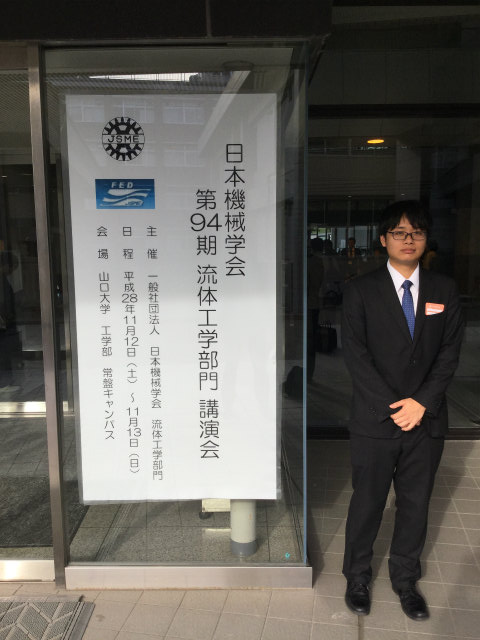 日本機械学会
第94期 流体工学部門 講演会
主催 一般社団法人 日本機械学会 流体工学部門
日程 平成28年11月12日（土）～11月13日（日）
会場 山口大学 工学部 常盤キャンパス
JSME
FED